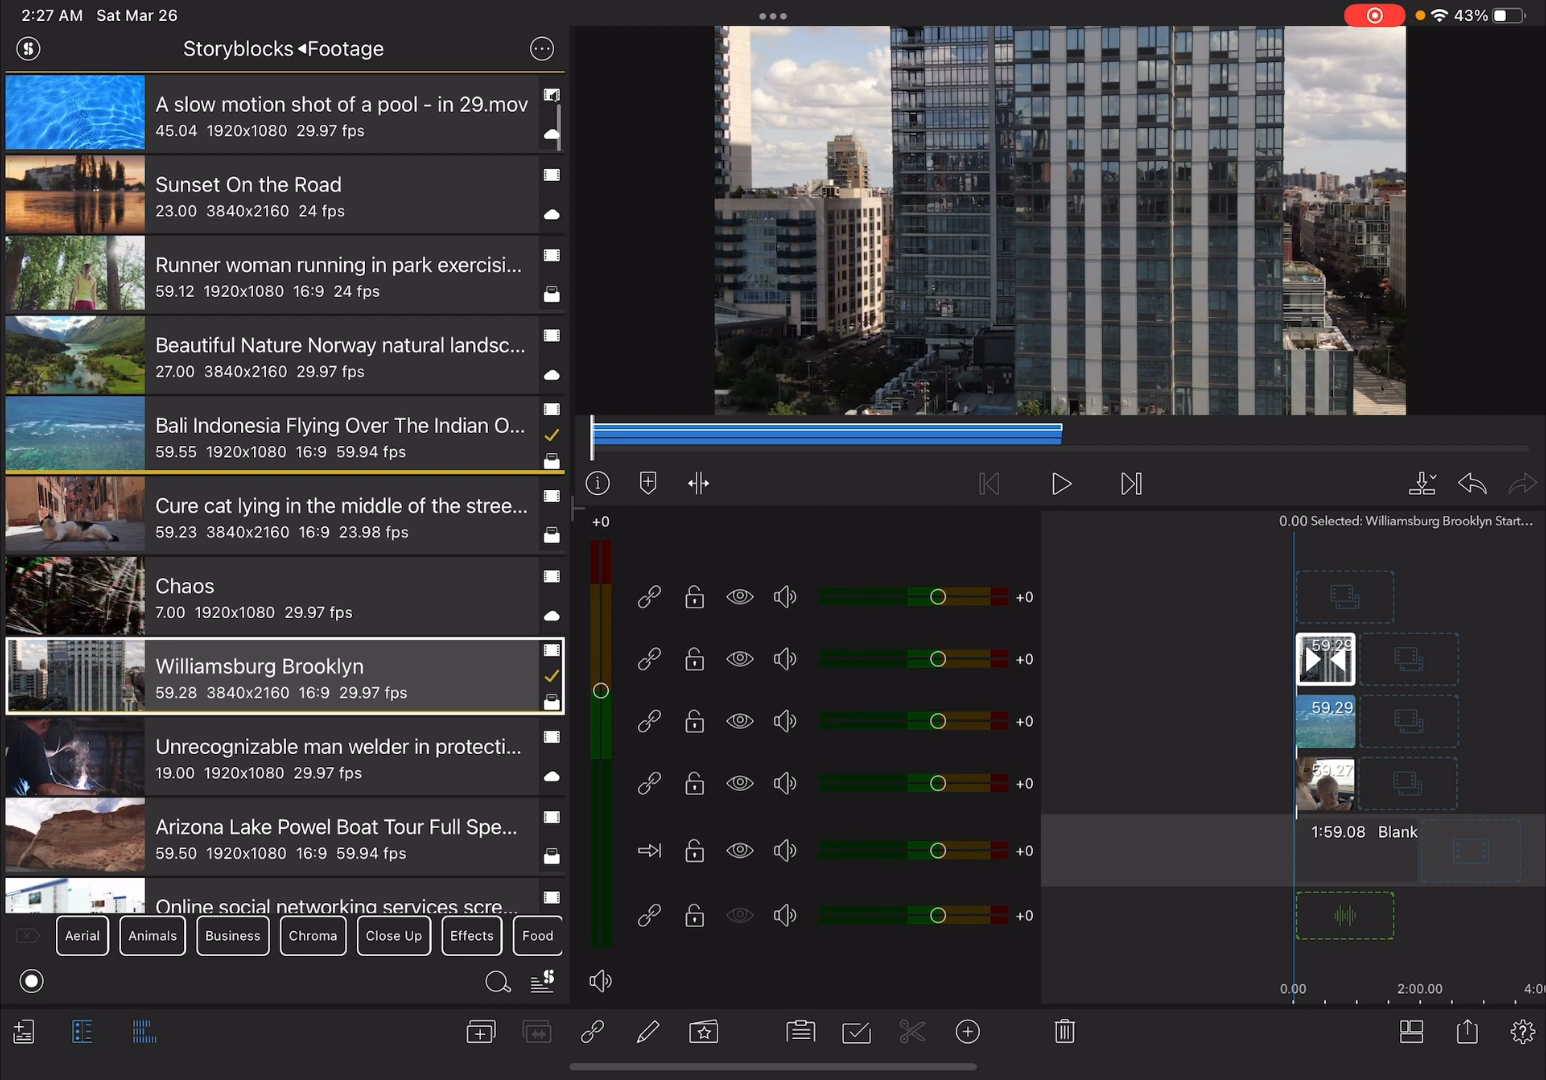 2:27 AM Sat Mar 26
43%
Storyblocks◂Footage
A slow motion shot of a pool - in 29.mov
45.04 1920x1080 29.97 fps
Sunset On the Road
23.00 3840x2160 24 fps
Runner woman running in park exercisi...
59.12 1920x1080 16:9 24 fps
Beautiful Nature Norway natural landsc...
27.00 3840x2160 29.97 fps
Bali Indonesia Flying Over The Indian O...
59.55 1920x1080 16:9 59.94 fps
Cure cat lying in the middle of the stree...
59.23 3840x2160 16:9 23.98 fps
Chaos
7.00 1920x1080 29.97 fps
Williamsburg Brooklyn
59.28 3840x2160 16:9 29.97 fps
Unrecognizable man welder in protecti...
19.00 1920x1080 29.97 fps
Arizona Lake Powel Boat Tour Full Spe...
59.50 1920x1080 16:9 59.94 fps
Online social networking services scre...
Aerial Animals Business Chroma Close Up Effects Food
+0
0.00 Selected: Williamsburg Brooklyn Start...
+0
+0
59.29
+0
59.29
+0
59.27
+0
1:59.08 Blank
+0
0.00 2:00.00 4:0